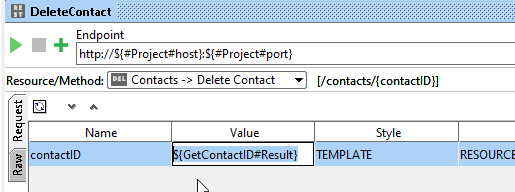 REST
DeleteContact
Endpoint
http://${#Project#host}:${#Project#port}
Resource/Method: DEL Contacts -> Delete Contact [/contacts/{contactID}]
Request
Raw
Name Value Style
contactID ${GetContactID#Result} TEMPLATE RESOURCE